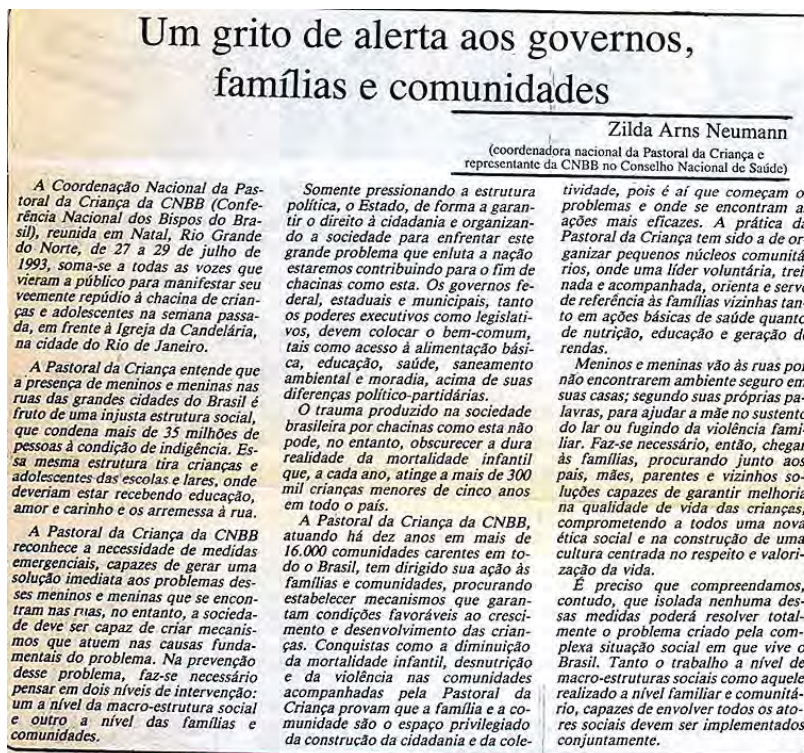 Um grito de alerta aos governos,
famílias e comunidades
Zilda Arns Neumann
(coordenadora nacional da Pastoral da Criança e
representante da CNBB no Conselho Nacional de Saúde)
A Coordenação Nacional da Pas-
toral da Criança da CNBB (Confe-
rência Nacional dos Bispos do Bra-
sil), reunida em Natal, Rio Grande
do Norte, de 27 a 29 de julho de
1993, soma-se a todas as vozes que
vieram a público para manifestar seu
veemente repúdio à chacina de crian-
ças e adolescentes na semana passa-
da, em frente à Igreja da Candelária,
na cidade do Rio de Janeiro.
A Pastoral da Criança entende que
a presença de meninos e meninas nas
ruas das grandes cidades do Brasil é
fruto de uma injusta estrutura social,
que condena mais de 35 milhões de
pessoas à condição de indigência. Es-
sa mesma estrutura tira crianças e
adolescentes das escolas e lares, onde
deveriam estar recebendo educação,
amor e carinho e os arremessa à rua.
A Pastoral da Criança da CNBB
reconhece a necessidade de medidas
emergenciais, capazes de gerar uma
solução imediata aos problemas des-
ses meninos e meninas que se encon-
tram nas ruas, no entanto, a socieda-
de deve ser capaz de criar mecanis-
mos que atuem nas causas funda-
mentais do problema. Na prevenção
desse problema, faz-se necessário
pensar em dois níveis de intervenção:
um a nível da macro-estrutura social
e outro a nível das famílias e
comunidades.
Somente pressionando a estrutura
política, o Estado, de forma a garan-
tir o direito à cidadania e organizan-
do a sociedade para enfrentar este
grande problema que enluta a nação
estaremos contribuindo para o fim de
chacinas como esta. Os governos fe-
deral, estaduais e municipais, tanto
os poderes executivos como legislati-
vos, devem colocar o bem-comum,
tais como acesso à alimentação bási-
ca, educação, saúde, saneamento
ambiental e moradia, acima de suas
diferenças político-partidárias.
O trauma produzido na sociedade
brasileira por chacinas como esta não
pode, no entanto, obscurecer a dura
realidade da mortalidade infantil
que, a cada ano, atinge a mais de 300
mil crianças menores de cinco anos
em todo o país.
A Pastoral da Criança da CNBB,
atuando há dez anos em mais de
16.000 comunidades carentes em to-
do o Brasil, tem dirigido sua ação às
famílias e comunidades, procurando
estabelecer mecanismos que garan-
tam condições favoráveis ao cresci-
mento e desenvolvimento das crian-
ças. Conquistas como a diminuição
da mortalidade infantil, desnutrição
e da violência nas comunidades
acompanhadas pela Pastoral da
Criança provam que a família e a co-
munidade são o espaço privilegiado
da construção da cidadania e da cole-
tividade, pois é aí que começam o
problemas e onde se encontram a
ações mais eficazes. A prática da
Pastoral da Criança tem sido a de or
ganizar pequenos núcleos comunitá
rios, onde uma líder voluntária, trei
nada e acompanhada, orienta e serve
de referência às famílias vizinhas tan
to em ações básicas de saúde quanto
de nutrição, educação e geração de
rendas.
Meninos e meninas vão às ruas por
não encontrarem ambiente seguro em
suas casas; segundo suas próprias pa-
lavras, para ajudar a mãe no sustento
do lar ou fugindo da violência fami-
liar. Faz-se necessário, então, chegar
às famílias, procurando junto aos
pais, mães, parentes e vizinhos so-
luções capazes de garantir melhoria
na qualidade de vida das crianças,
comprometendo a todos uma nova
ética social e na construção de uma
cultura centrada no respeito e valori-
zação da vida.
É preciso que compreendamos,
contudo, que isolada nenhuma des-
sas medidas poderá resolver total-
mente o problema criado pela com-
plexa situação social em que vive o
Brasil. Tanto o trabalho a nível de
macro-estruturas sociais como aquele
realizado a nível familiar e comunitá-
rio, capazes de envolver todos os ato-
res sociais devem ser implementados
conjuntamente.